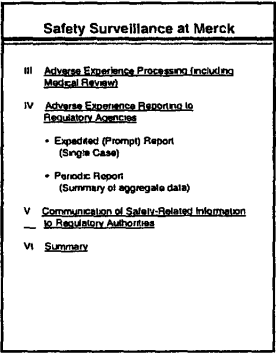 Safety Surveillance at Merck
III Adverse Experience Processing (including
Medical Review)
IV Adverse Experience Reporting to
Regulatory Agencies
• Expedited (Prompt) Report
(Single Case)
• Periodic Report
(Summary of aggregate data)
V Communication of Safety-Related Information
to Regulatory Authorities
VI Summary